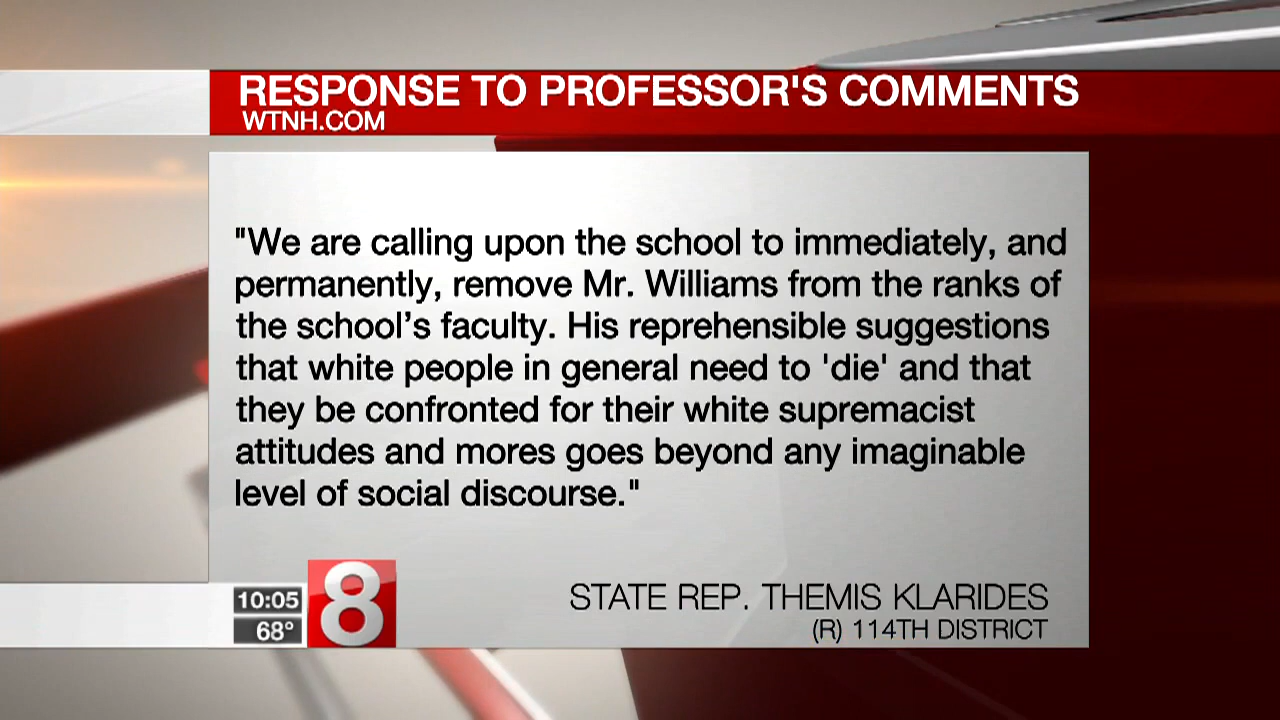 RESPONSE TO PROFESSOR'S COMMENTS
WTNH.COM
"We are calling upon the school to immediately, and
permanently, remove Mr. Williams from the ranks of
the school’s faculty. His reprehensible suggestions
that white people in general need to 'die' and that
they be confronted for their white supremacist
attitudes and mores goes beyond any imaginable
level of social discourse."
STATE REP. THEMIS KLARIDES
(R) 114TH DISTRICT
10:05
68°
8